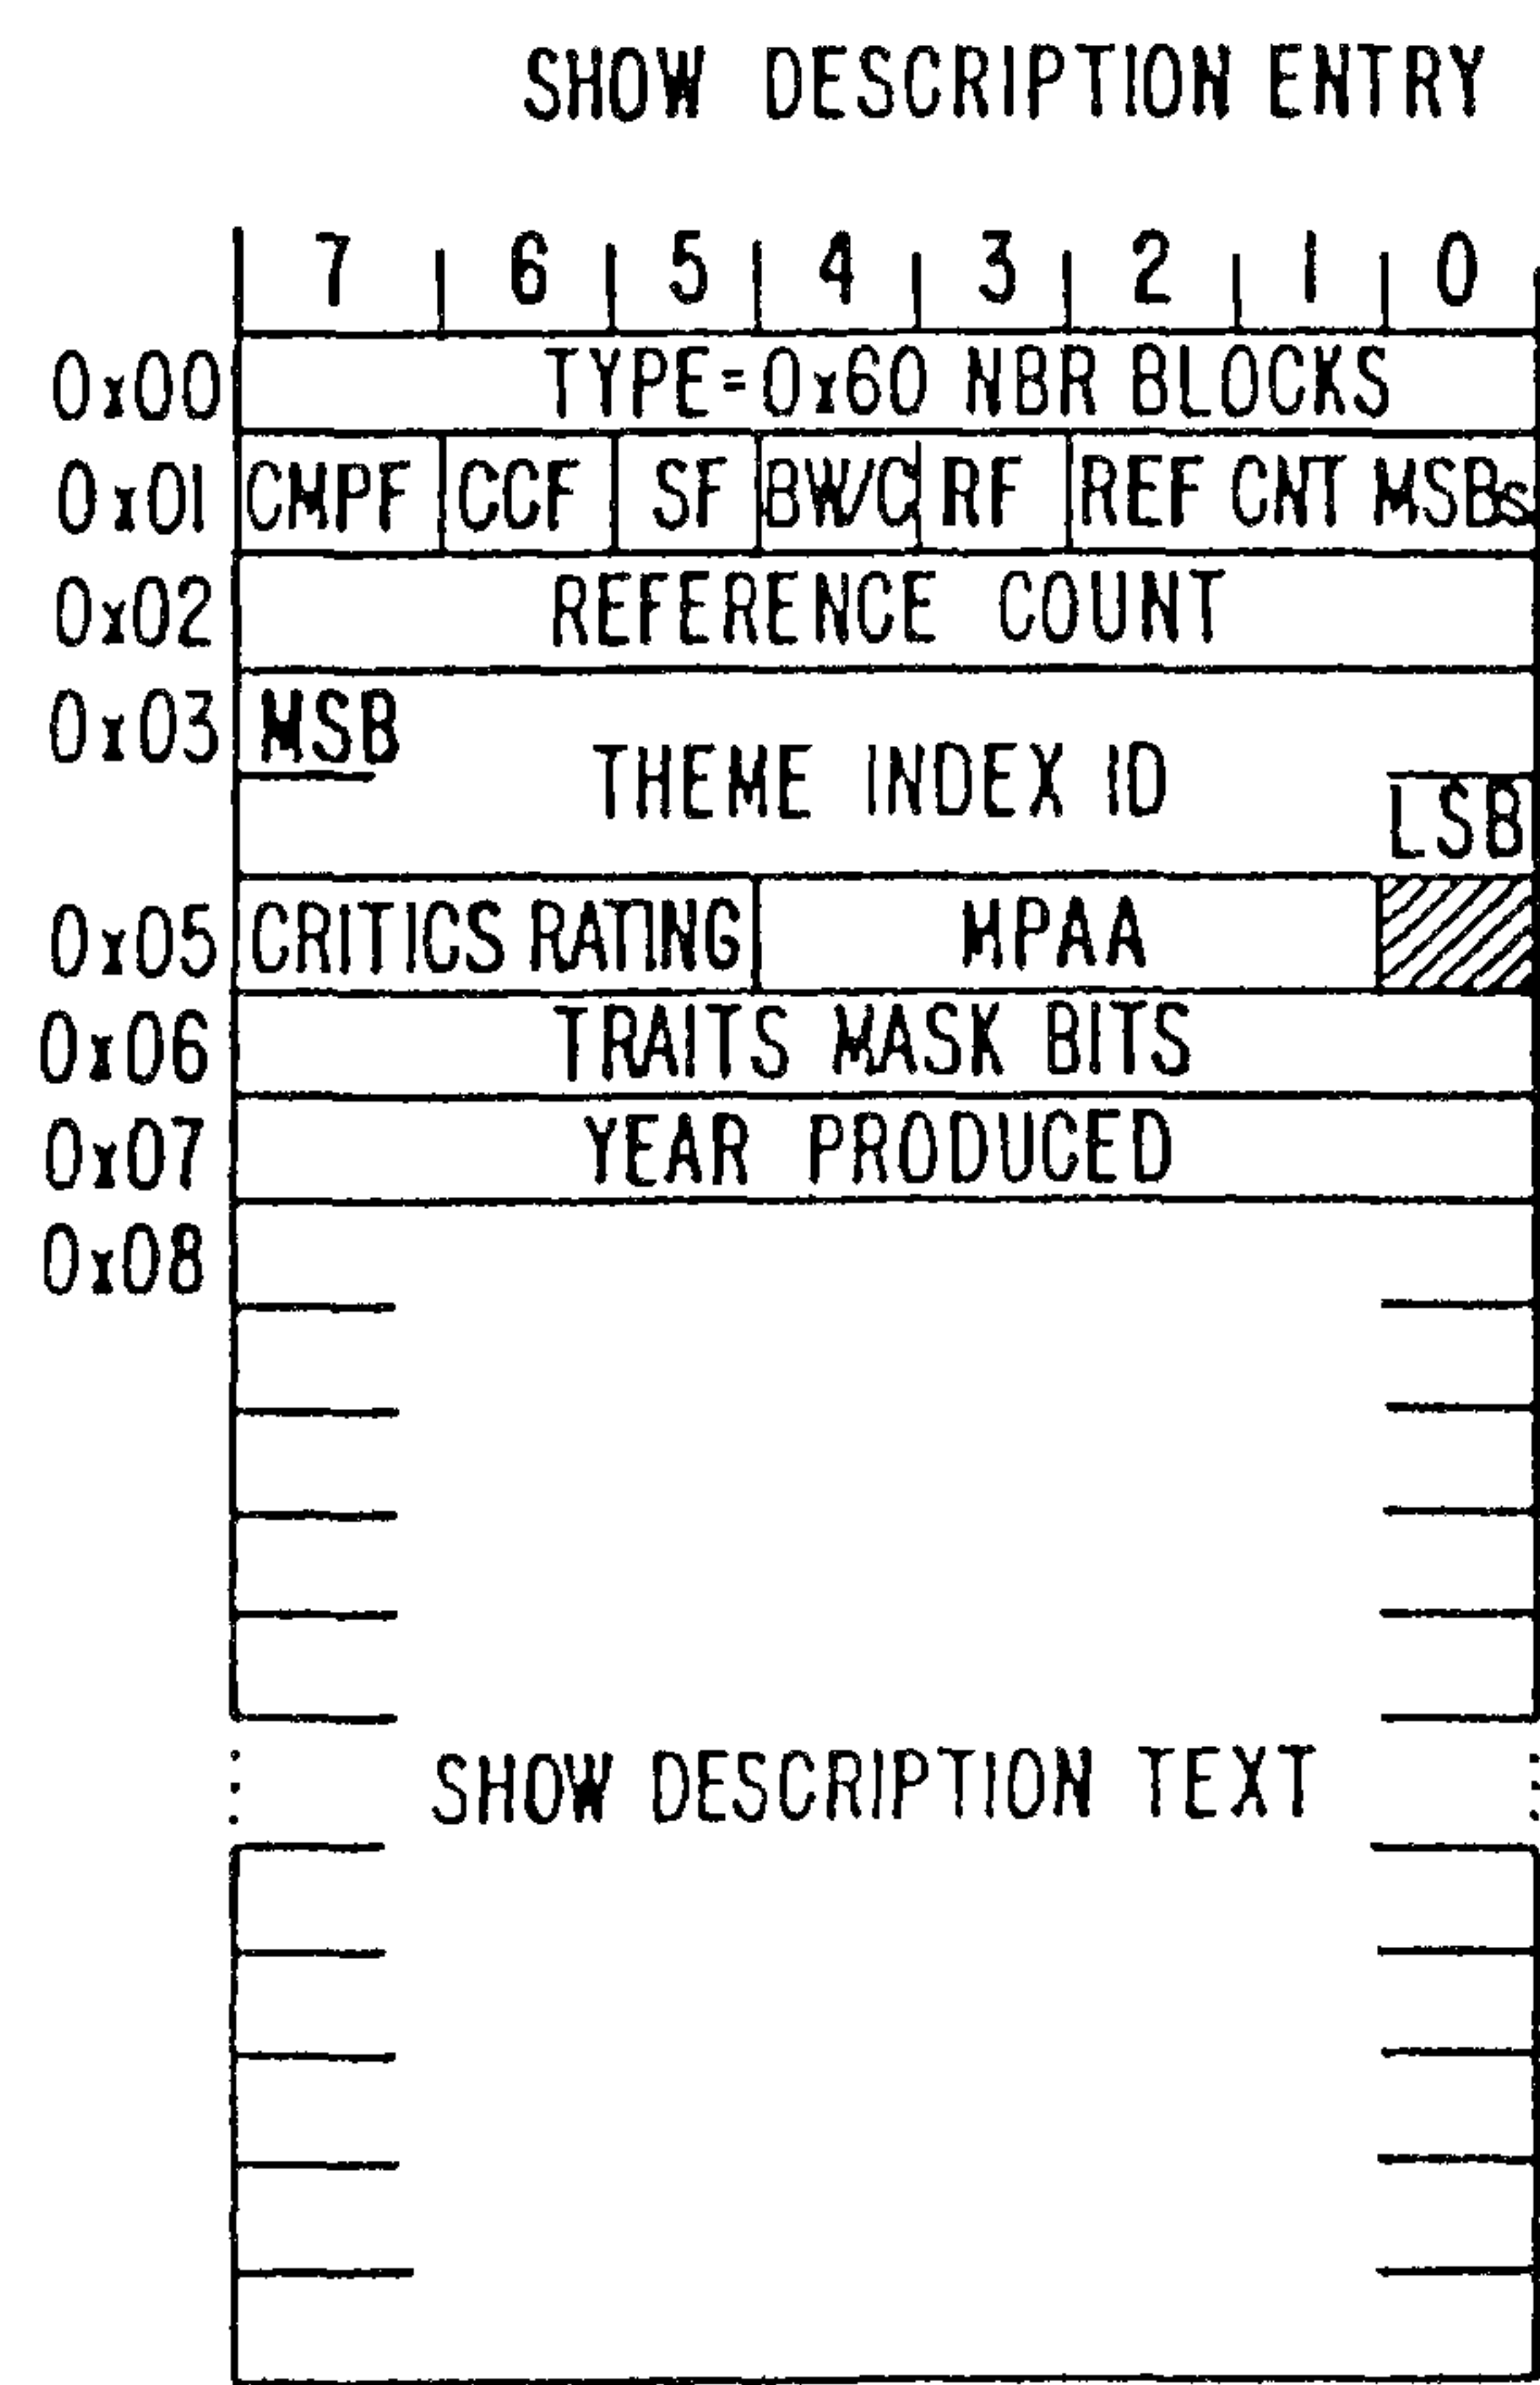 SHOW DESCRIPTION ENTRY
7 6 5 4 3 2 1 0
0x00 TYPE=0x60 NBR BLOCKS
0x01 CMPF CCF SF BW/C RF REF CNT MSBs
0x02 REFERENCE COUNT
0x03 MSB
THEME INDEX ID
LSB
0x05 CRITICS RATING MPAA
0x06 TRAITS MASK BITS
0x07 YEAR PRODUCED
0x08
SHOW DESCRIPTION TEXT